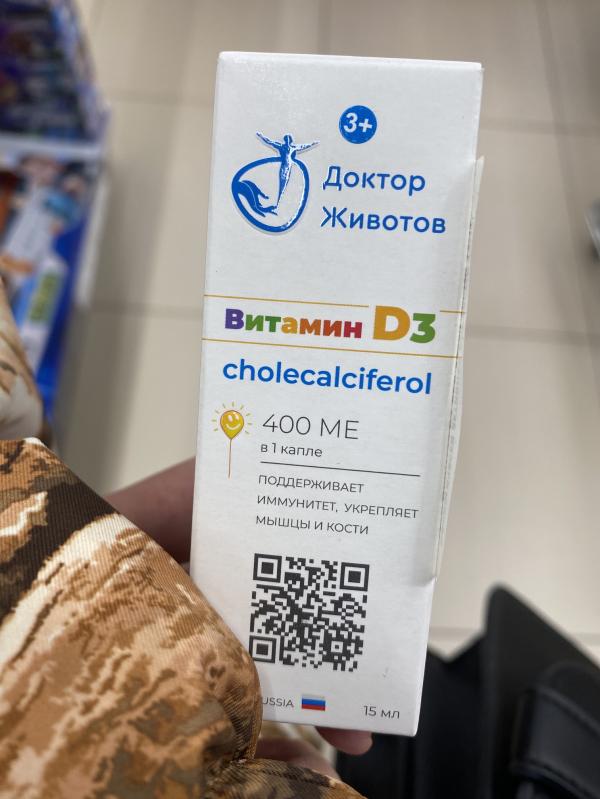 3+
Доктор
Животов
Витамин D3
cholecalciferol
400 МЕ
в 1 капле
ПОДДЕРЖИВАЕТ
ИММУНИТЕТ, УКРЕПЛЯЕТ
МЫШЦЫ И КОСТИ
USSIA
15 мл